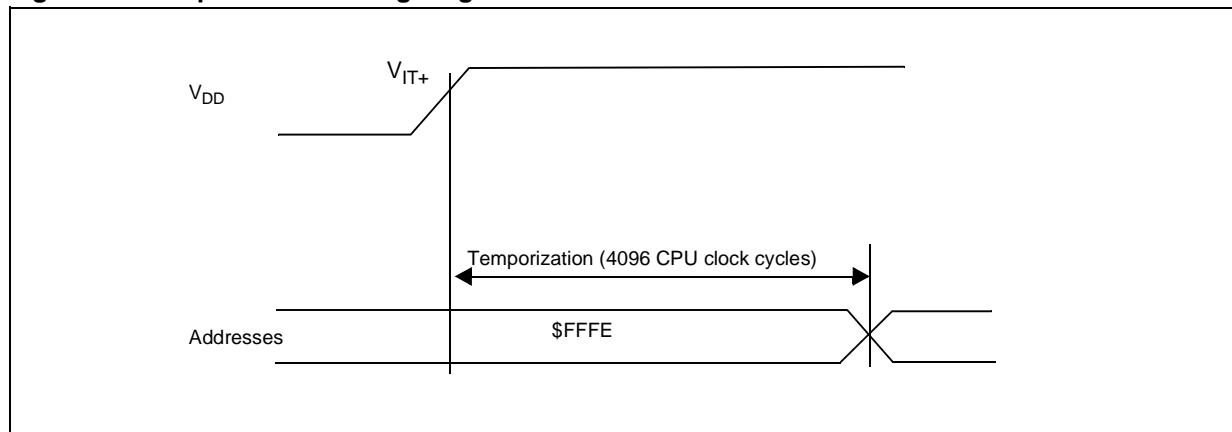 V_IT+
V_DD
Temporization (4096 CPU clock cycles)
$FFFE
Addresses